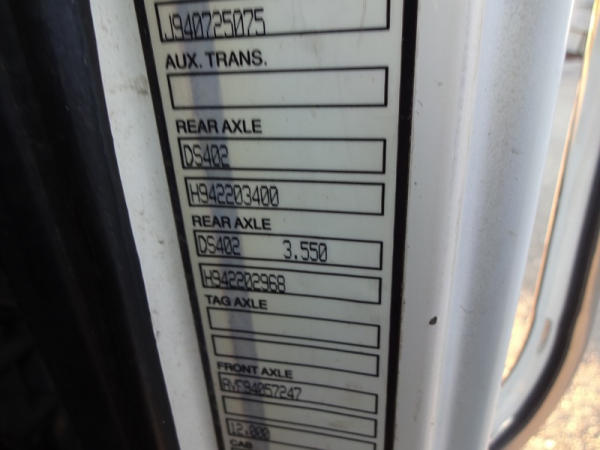 J940725075
AUX. TRANS.
REAR AXLE
DS402
H942203400
REAR AXLE
DS402 3.550
H942202968
TAG AXLE
FRONT AXLE
RVF94057247
12,000
CAB